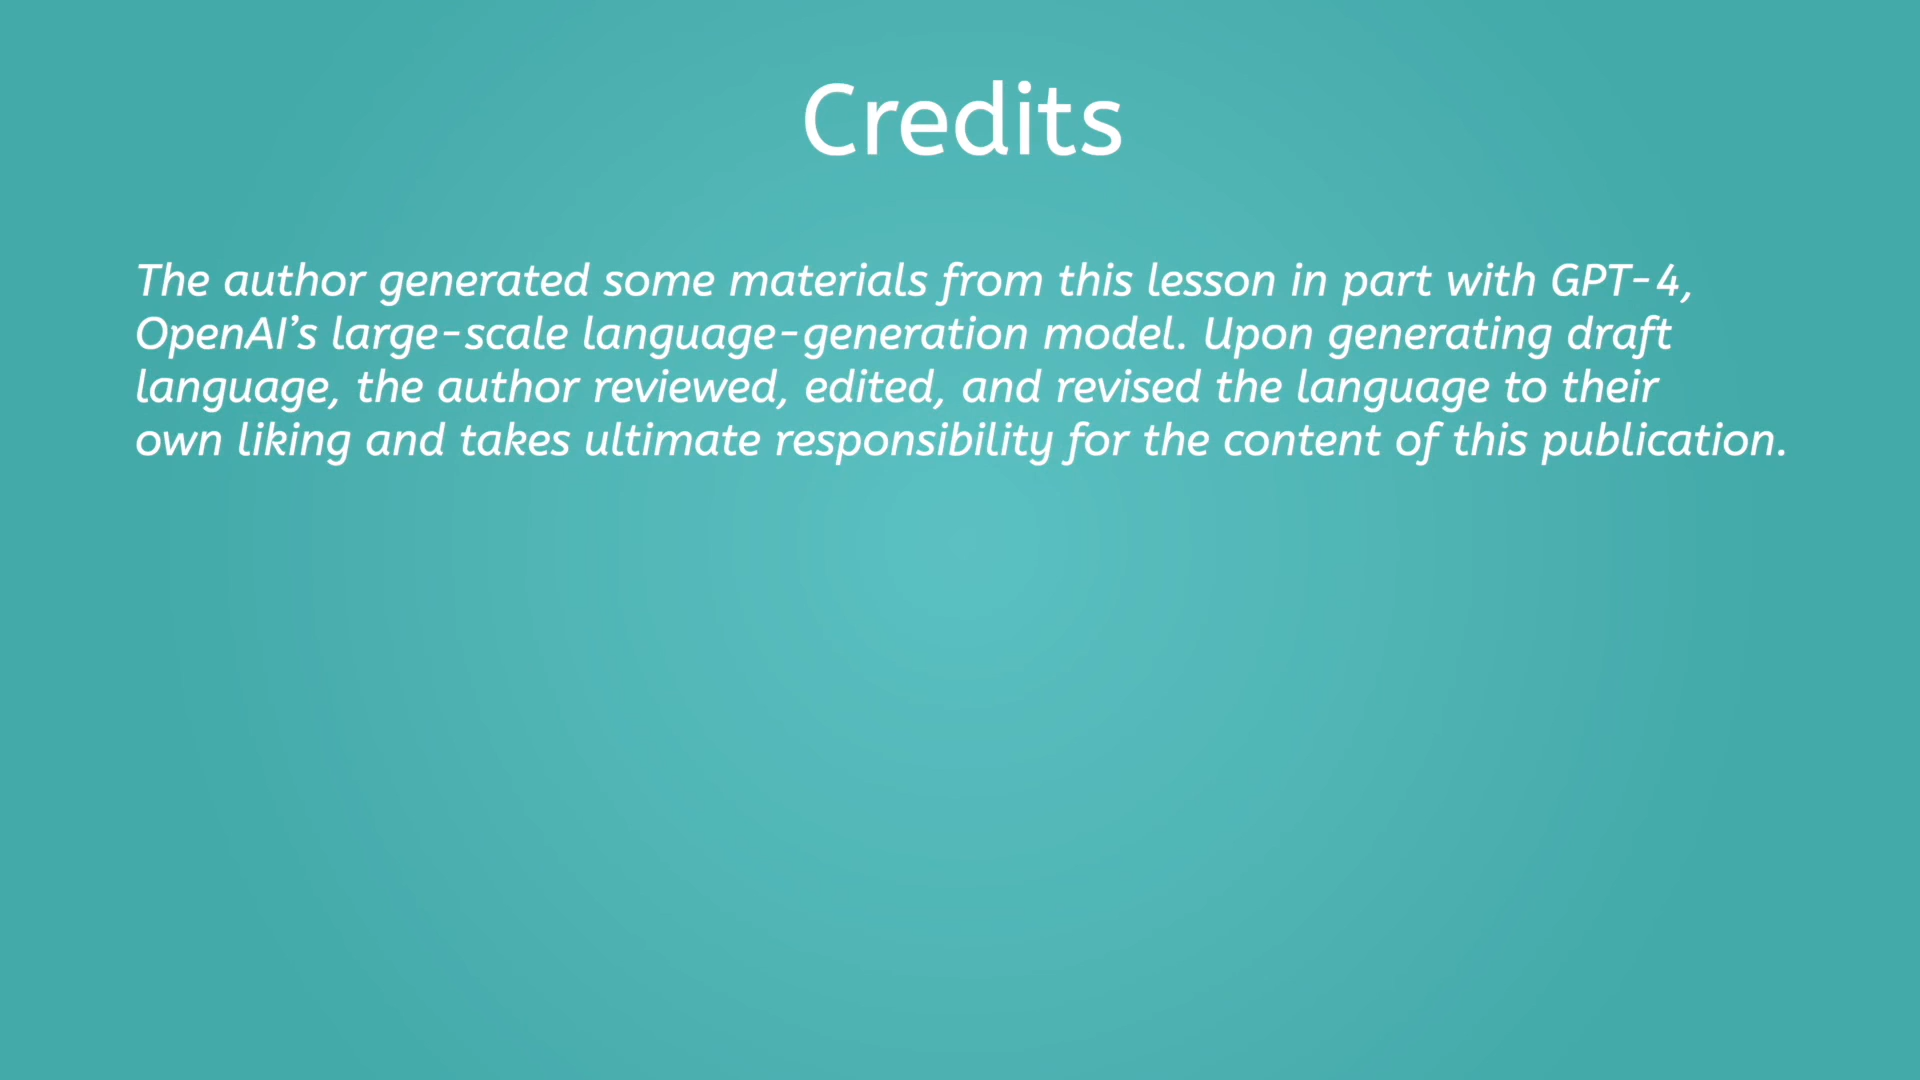 Credits
The author generated some materials from this lesson in part with GPT-4,
OpenAI’s large-scale language-generation model. Upon generating draft
language, the author reviewed, edited, and revised the language to their
own liking and takes ultimate responsibility for the content of this publication.